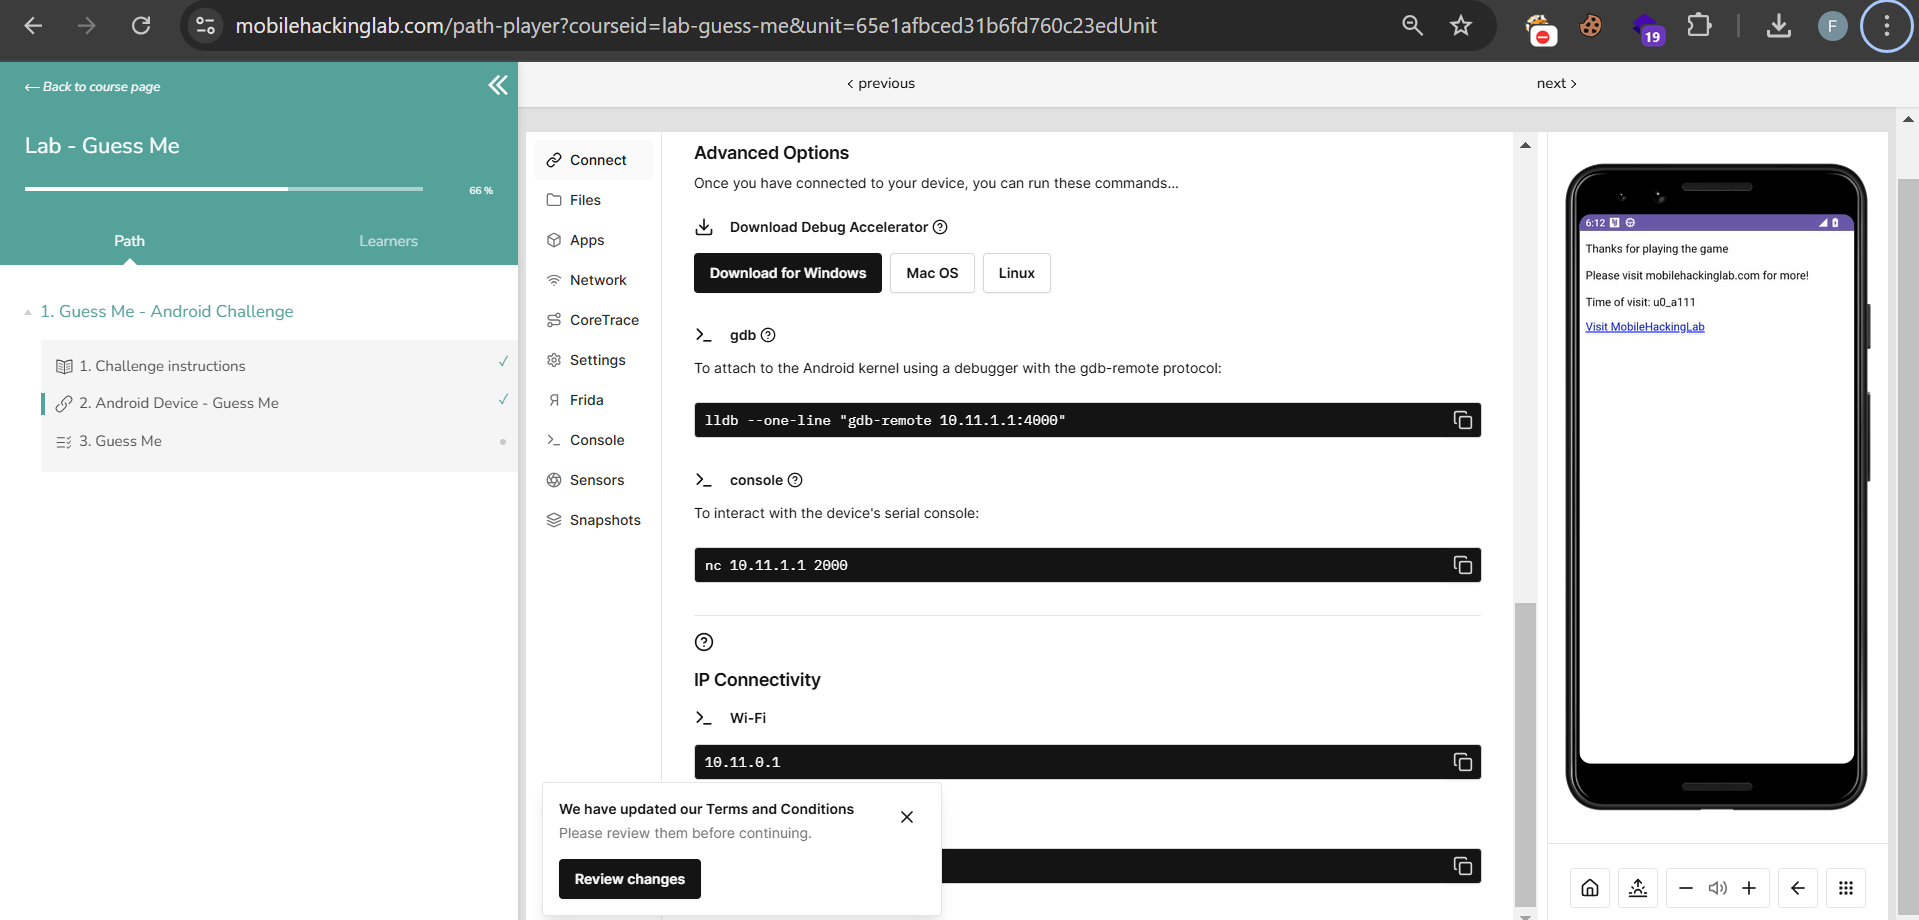 mobilehackinglab.com/path-player?courseid=lab-guess-me&unit=65e1afbced31b6fd760c23edUnit
19
F
← Back to course page
Lab - Guess Me
66 %
Path
Learners
1. Guess Me - Android Challenge
1. Challenge instructions
2. Android Device - Guess Me
3. Guess Me
‹ previous
next ›
Connect
Files
Apps
Network
CoreTrace
Settings
Frida
Console
Sensors
Snapshots
Advanced Options
Once you have connected to your device, you can run these commands...
Download Debug Accelerator
Download for Windows
Mac OS
Linux
gdb
To attach to the Android kernel using a debugger with the gdb-remote protocol:
lldb --one-line "gdb-remote 10.11.1.1:4000"
console
To interact with the device's serial console:
nc 10.11.1.1 2000
IP Connectivity
Wi-Fi
10.11.0.1
We have updated our Terms and Conditions
Please review them before continuing.
Review changes
6:12
Thanks for playing the game
Please visit mobilehackinglab.com for more!
Time of visit: u0_a111
Visit MobileHackingLab